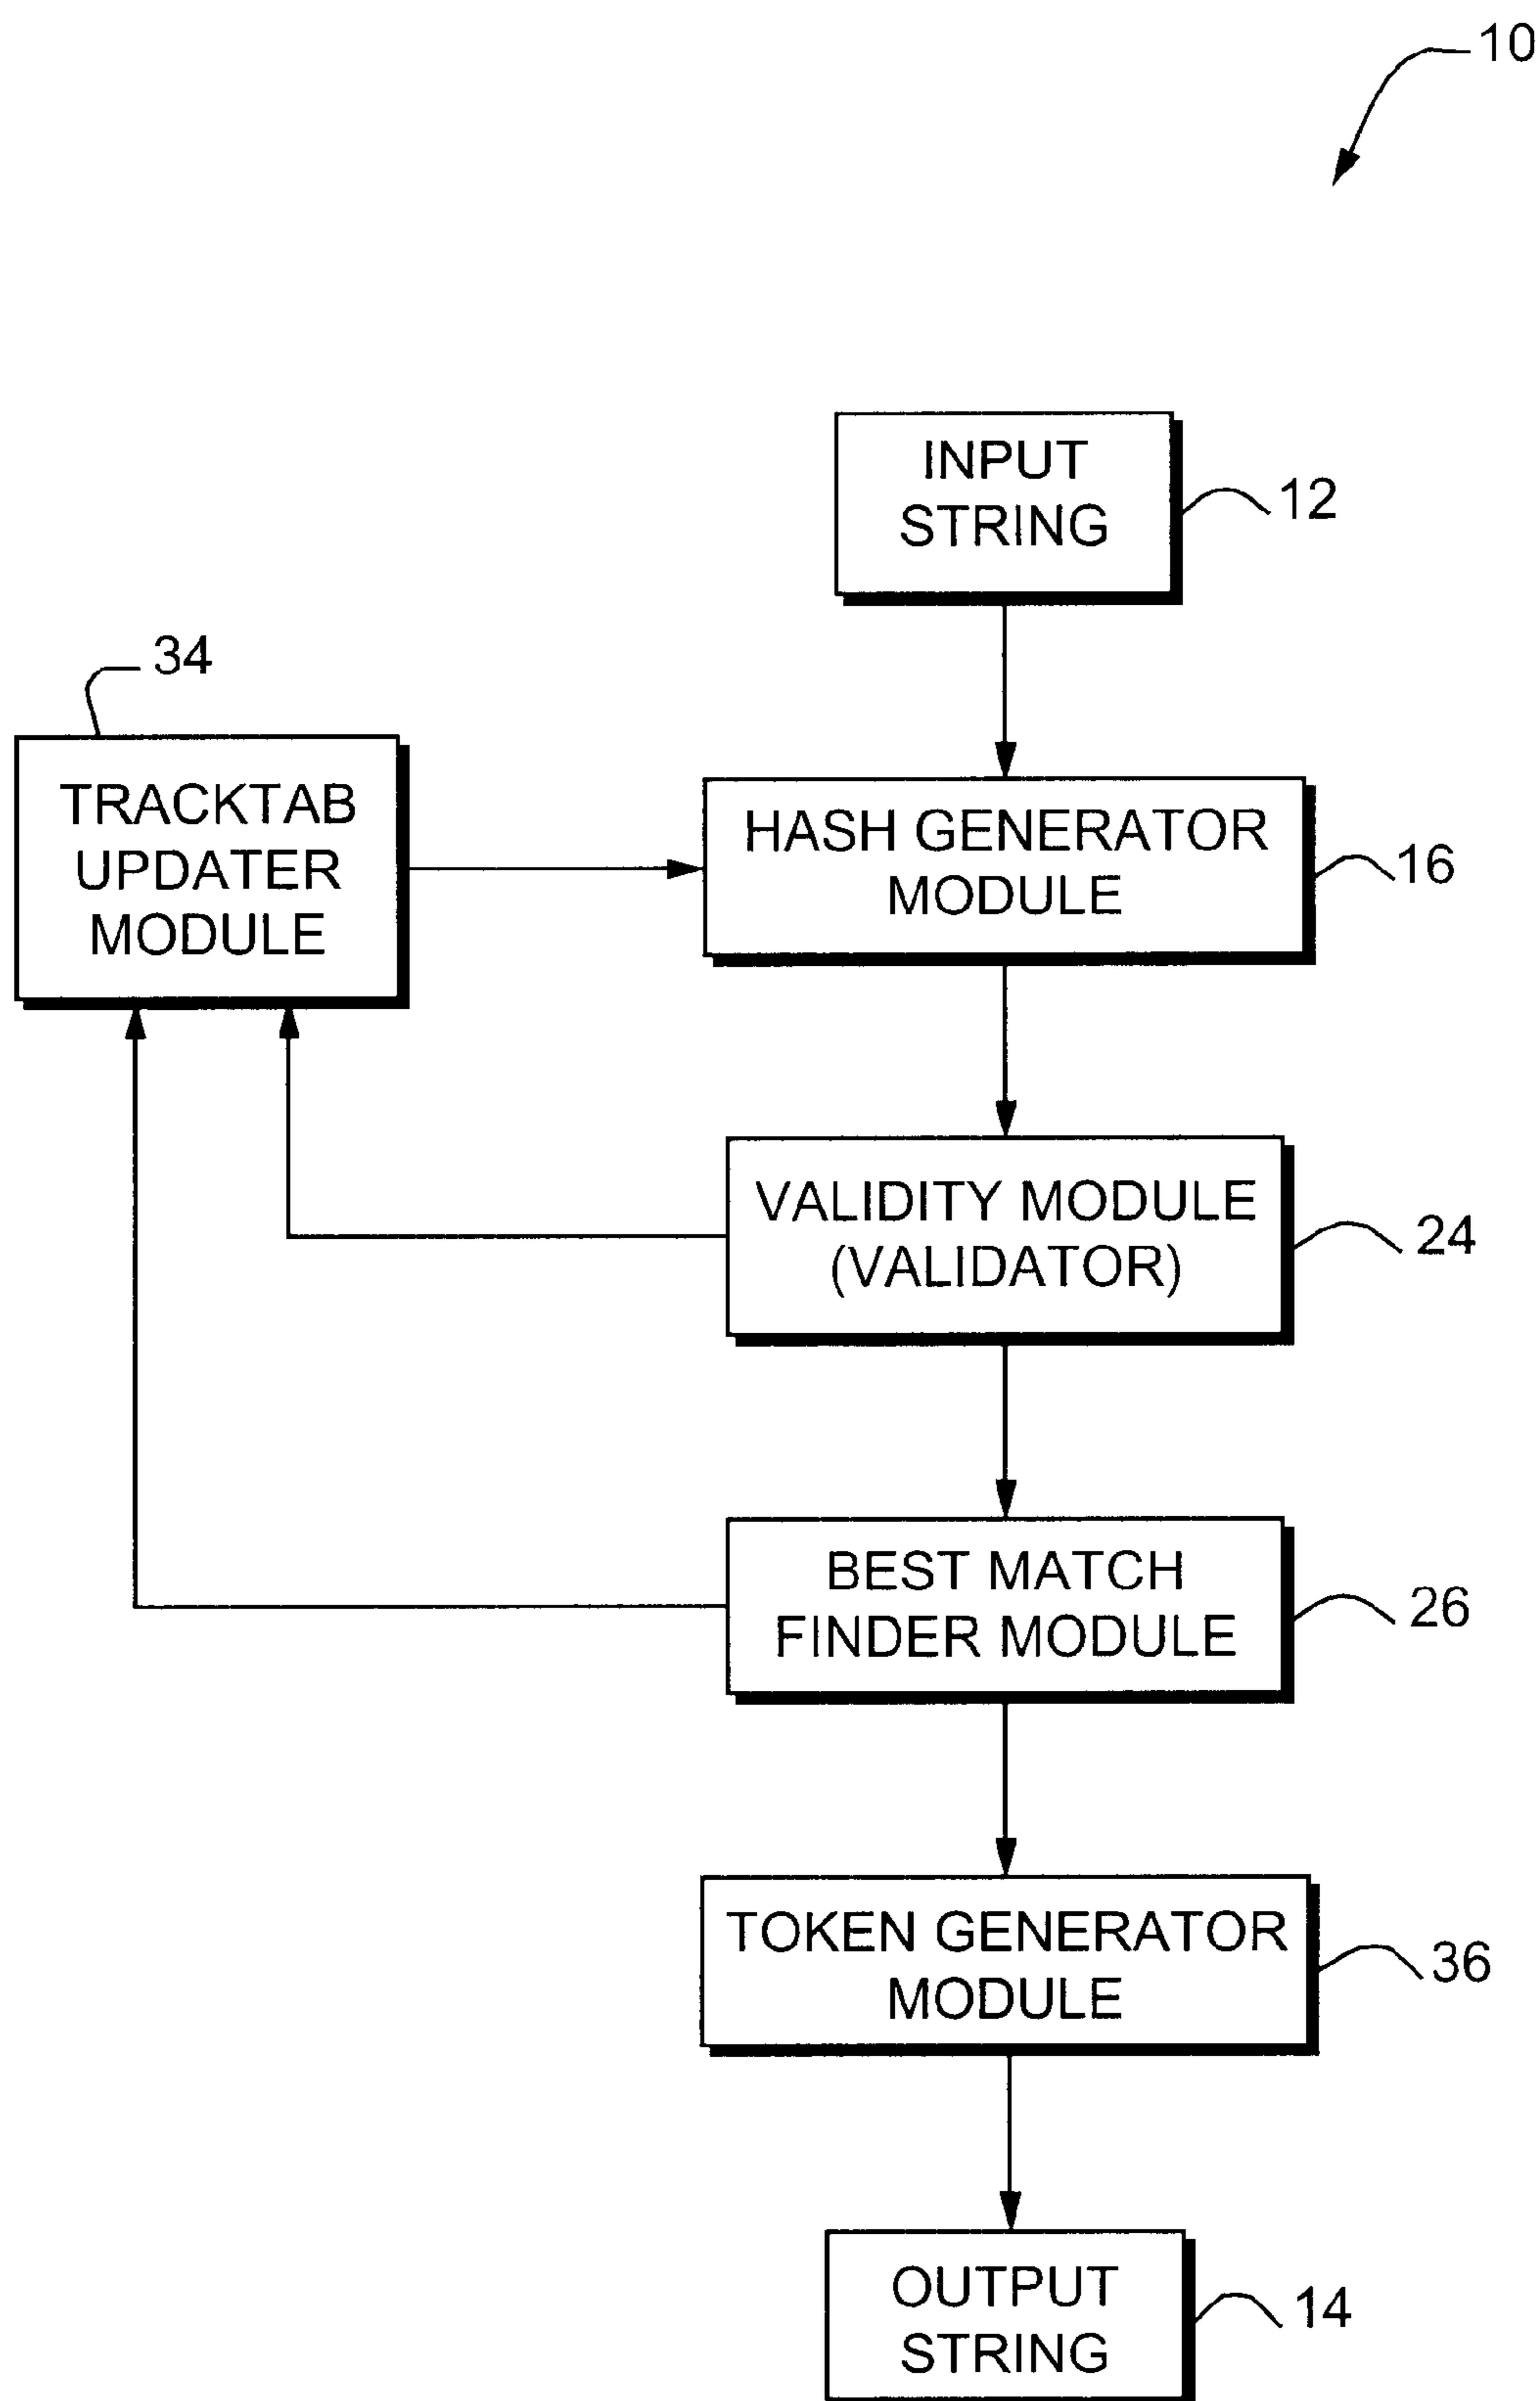 10
INPUT
STRING
12
34
TRACKTAB
UPDATER
MODULE
HASH GENERATOR
MODULE
16
VALIDITY MODULE
(VALIDATOR)
24
BEST MATCH
FINDER MODULE
26
TOKEN GENERATOR
MODULE
36
OUTPUT
STRING
14